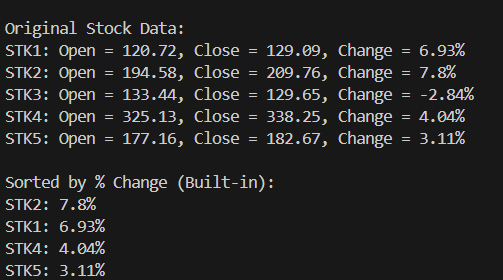 Original Stock Data:
STK1: Open = 120.72, Close = 129.09, Change = 6.93%
STK2: Open = 194.58, Close = 209.76, Change = 7.8%
STK3: Open = 133.44, Close = 129.65, Change = -2.84%
STK4: Open = 325.13, Close = 338.25, Change = 4.04%
STK5: Open = 177.16, Close = 182.67, Change = 3.11%
Sorted by % Change (Built-in):
STK2: 7.8%
STK1: 6.93%
STK4: 4.04%
STK5: 3.11%